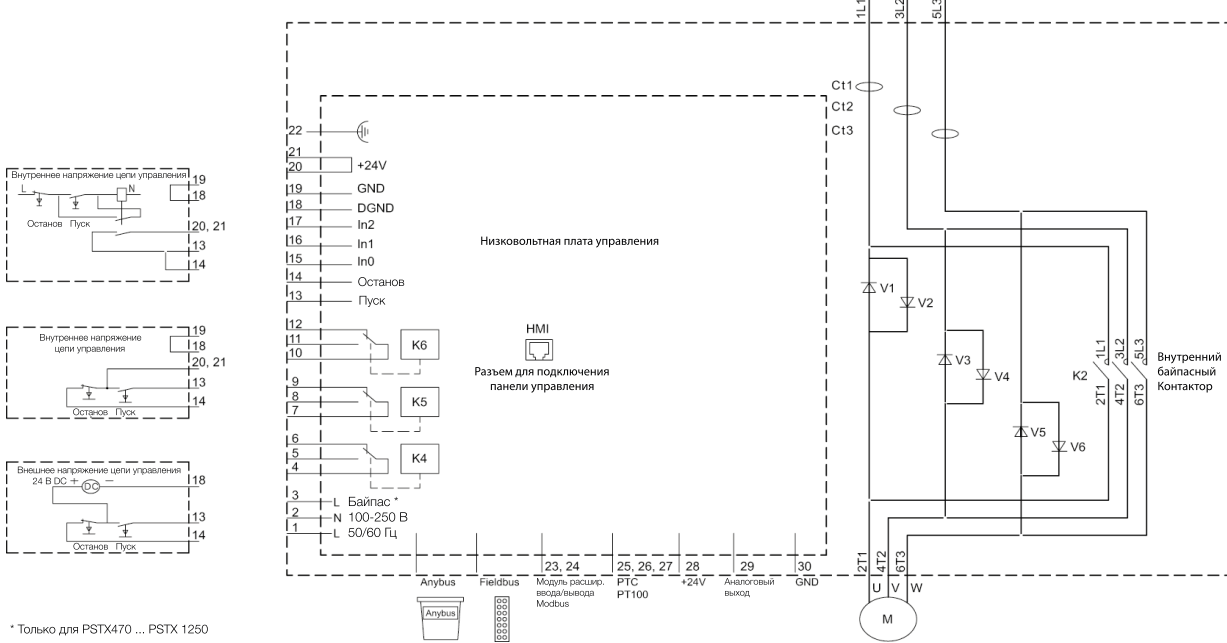 1L1
3L2
5L3
Ct1
Ct2
Ct3
Внутреннее напряжение цепи управления
L
N
Останов Пуск
19
18
20, 21
13
14
Внутреннее напряжение
цепи управления
19
18
20, 21
13
14
Останов Пуск
Внешнее напряжение цепи управления
24 В DC + DC −
18
13
14
Останов Пуск
* Только для PSTX470 ... PSTX 1250
22
21
20 +24V
19 GND
18 DGND
17 In2
16 In1
15 In0
14 Останов
13 Пуск
12
11
10
K6
9
8
7
K5
6
5
4
K4
3 L Байпас *
2 N 100-250 В
1 L 50/60 Гц
Низковольтная плата управления
HMI
Разъем для подключения
панели управления
Anybus
Anybus
Fieldbus
23, 24
Модуль расшир.
ввода/вывода
Modbus
25, 26, 27
PTC
PT100
28
+24V
29
Аналоговый
выход
30
GND
V1
V2
V3
V4
V5
V6
K2
1L1
3L2
5L3
2T1
4T2
6T3
Внутренний
байпасный
Контактор
2T1
4T2
6T3
U
V
W
M